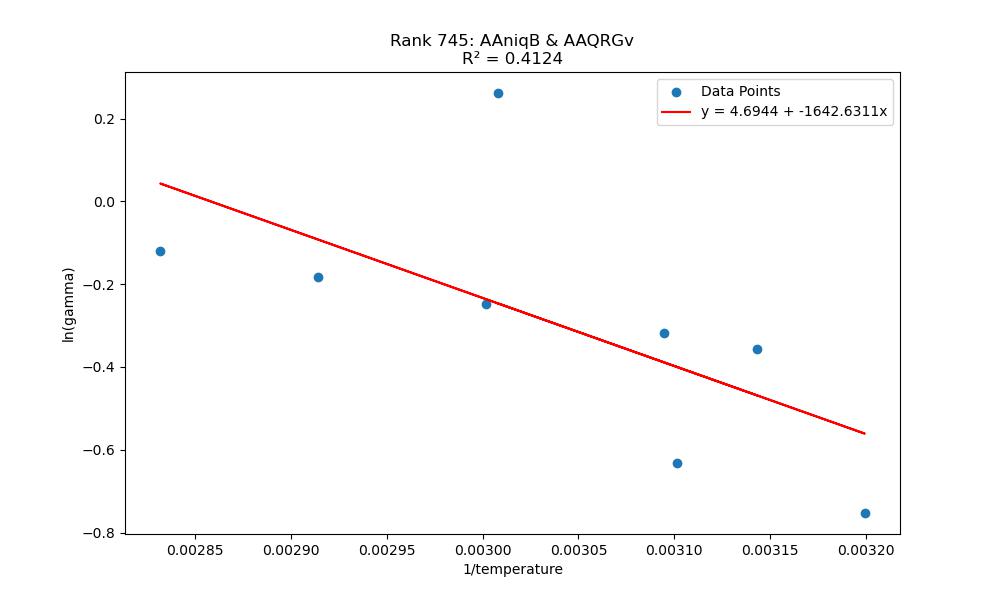 Rank 745: AAniqB & AAQRGv
R² = 0.4124
Data Points
y = 4.6944 + -1642.6311x
ln(gamma)
0.2
0.0
−0.2
−0.4
−0.6
−0.8
0.00285 0.00290 0.00295 0.00300 0.00305 0.00310 0.00315 0.00320
1/temperature